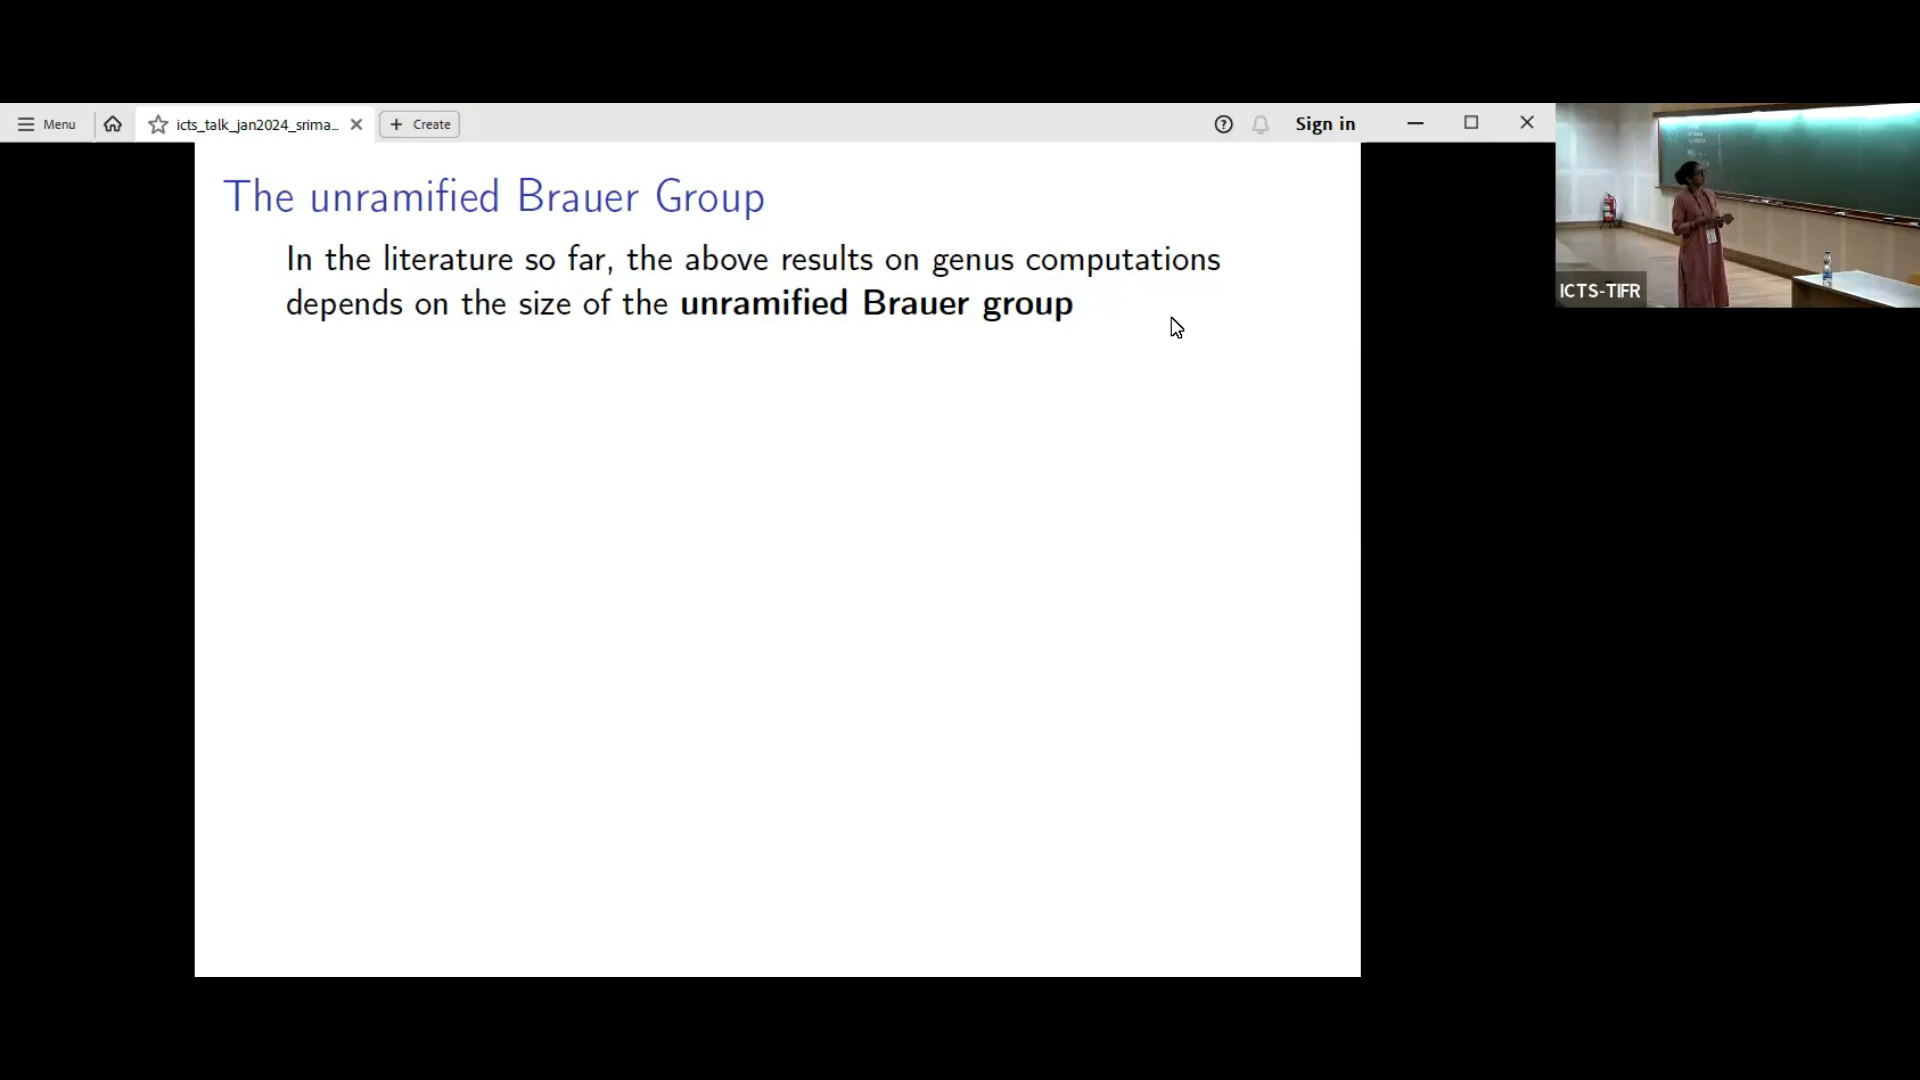 Menu
icts_talk_jan2024_srima...
Create
Sign in
The unramified Brauer Group
In the literature so far, the above results on genus computations
depends on the size of the unramified Brauer group
ICTS-TIFR